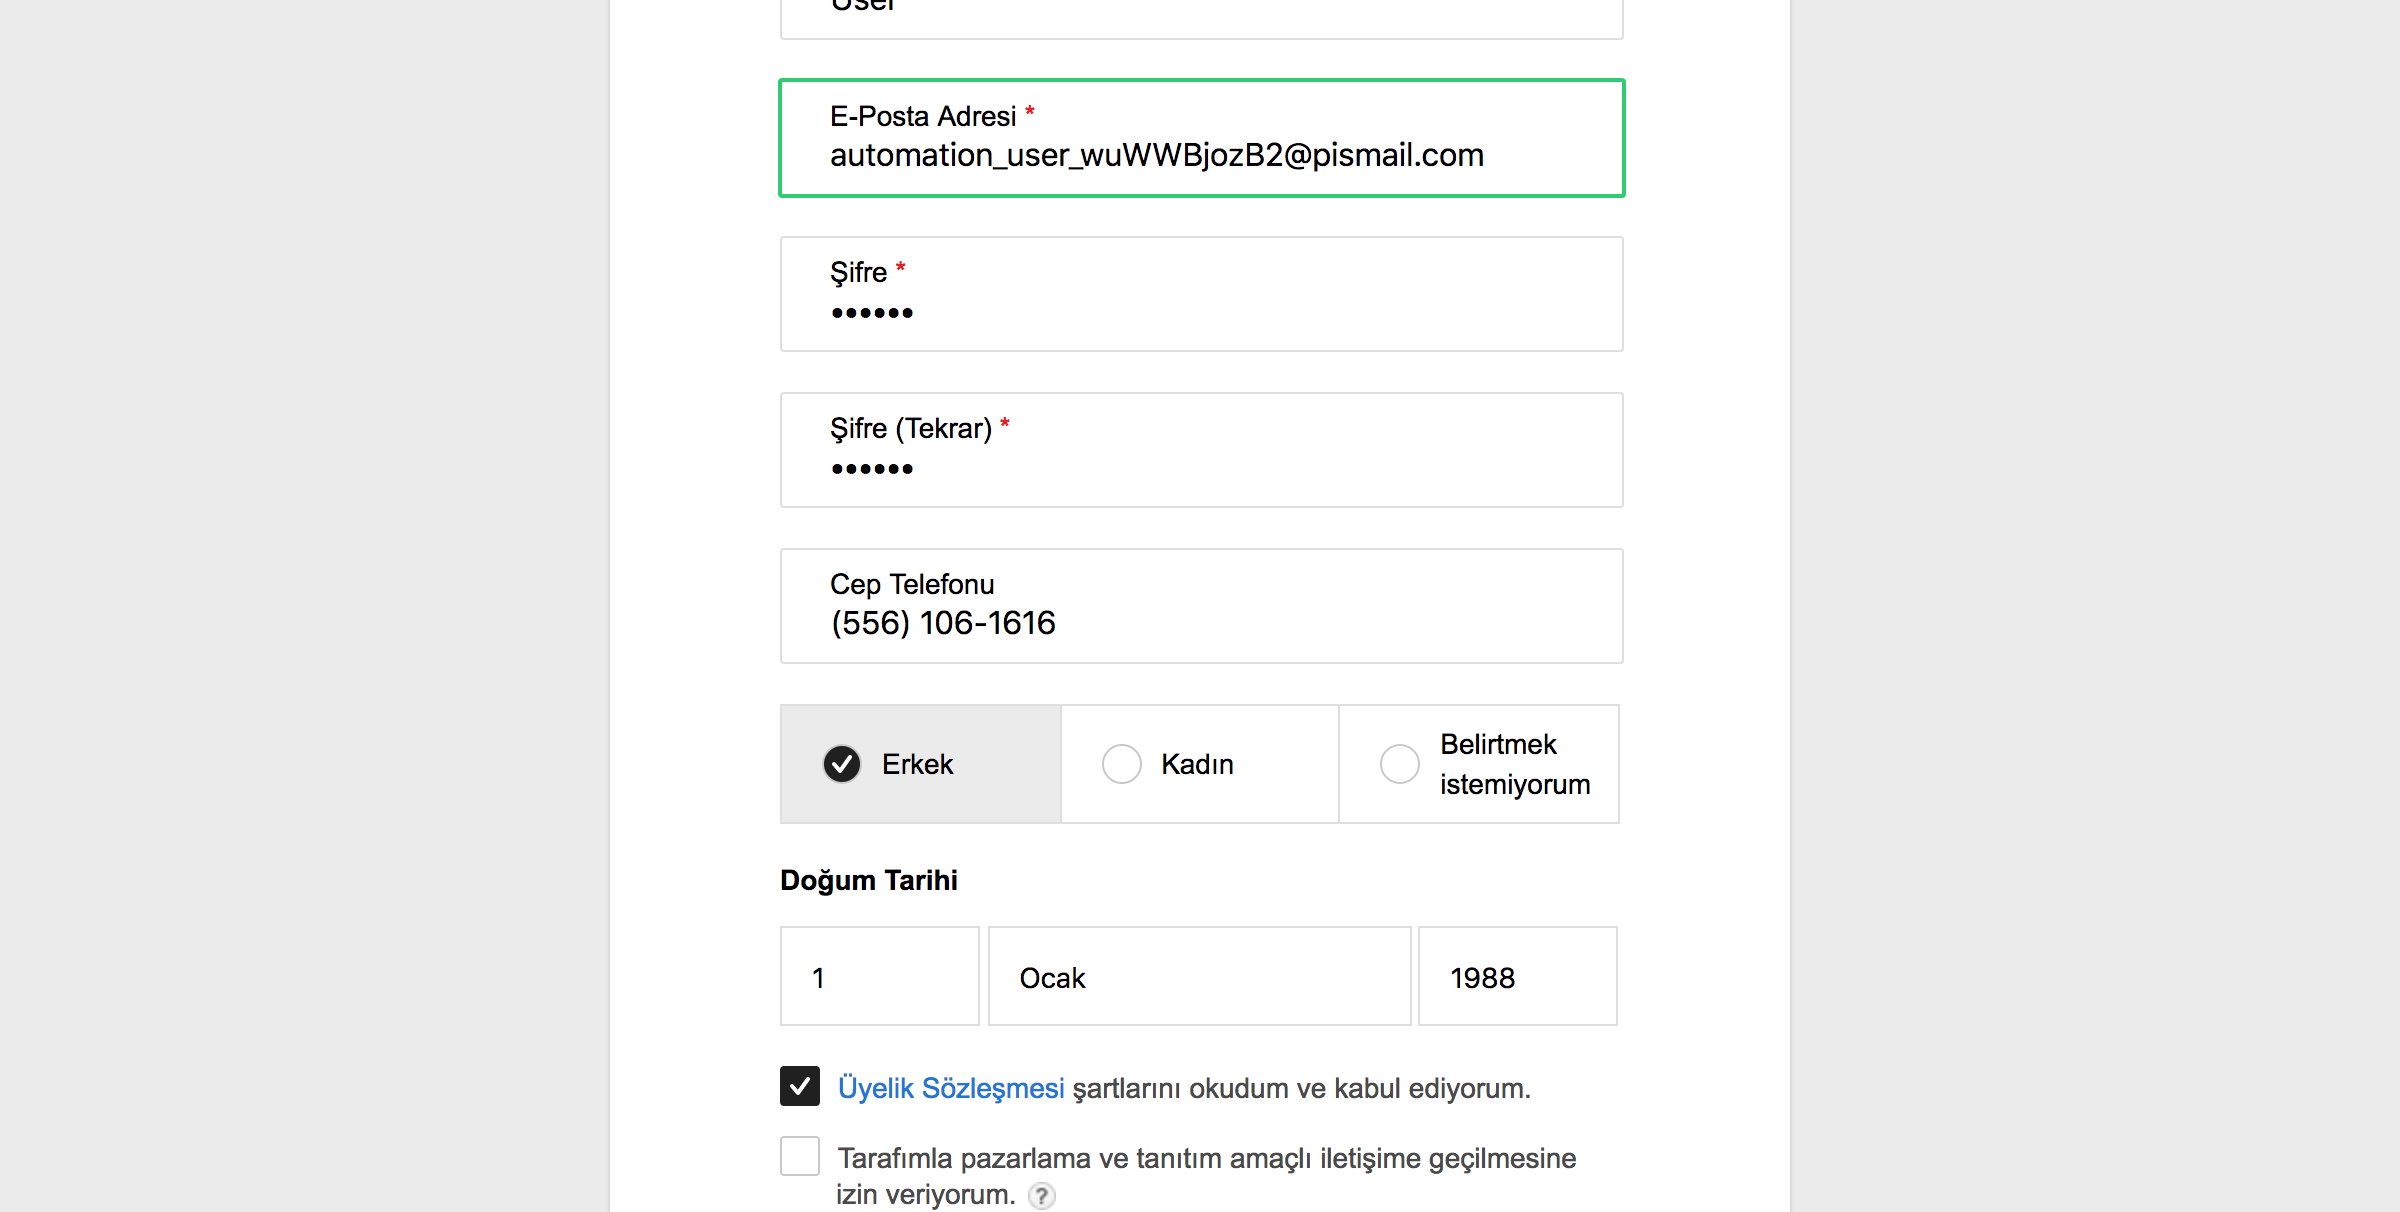 User
E-Posta Adresi *
automation_user_wuWWBjozB2@pismail.com
Şifre *
••••••
Şifre (Tekrar) *
••••••
Cep Telefonu
(556) 106-1616
Erkek
Kadın
Belirtmek
istemiyorum
Doğum Tarihi
1
Ocak
1988
Üyelik Sözleşmesi şartlarını okudum ve kabul ediyorum.
Tarafımla pazarlama ve tanıtım amaçlı iletişime geçilmesine
izin veriyorum. ?